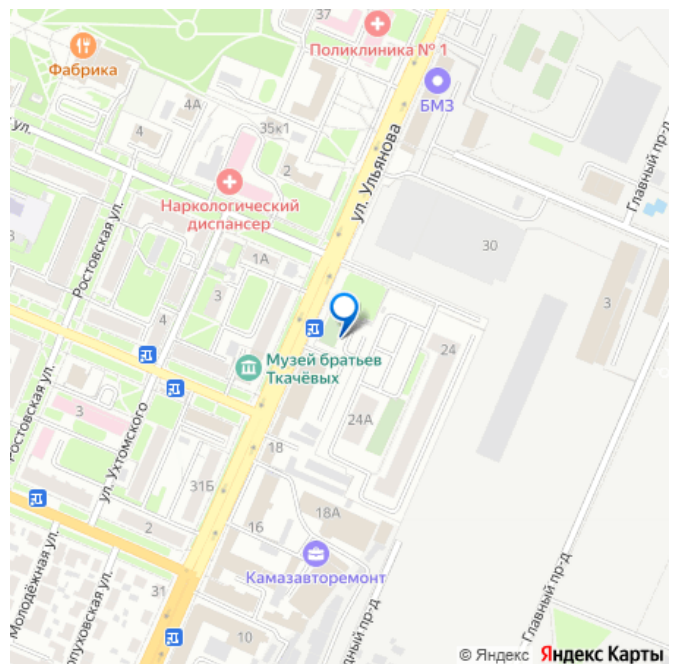 37
Поликлиника № 1
Фабрика
БМЗ
4А
ул.
4
35к1
2
ул. Ульянова
Главный пр-д
Наркологический
диспансер
Ростовская ул.
3
1А
30
3
3
4
24
Музей братьев
Ткачёвых
Ростовская ул.
3
ул. Ухтомского
24А
18
31Б
18А
16
2
Молодёжная ул.
Камазавторемонт
Главный пр-д
31
10
© Яндекс Яндекс Карты